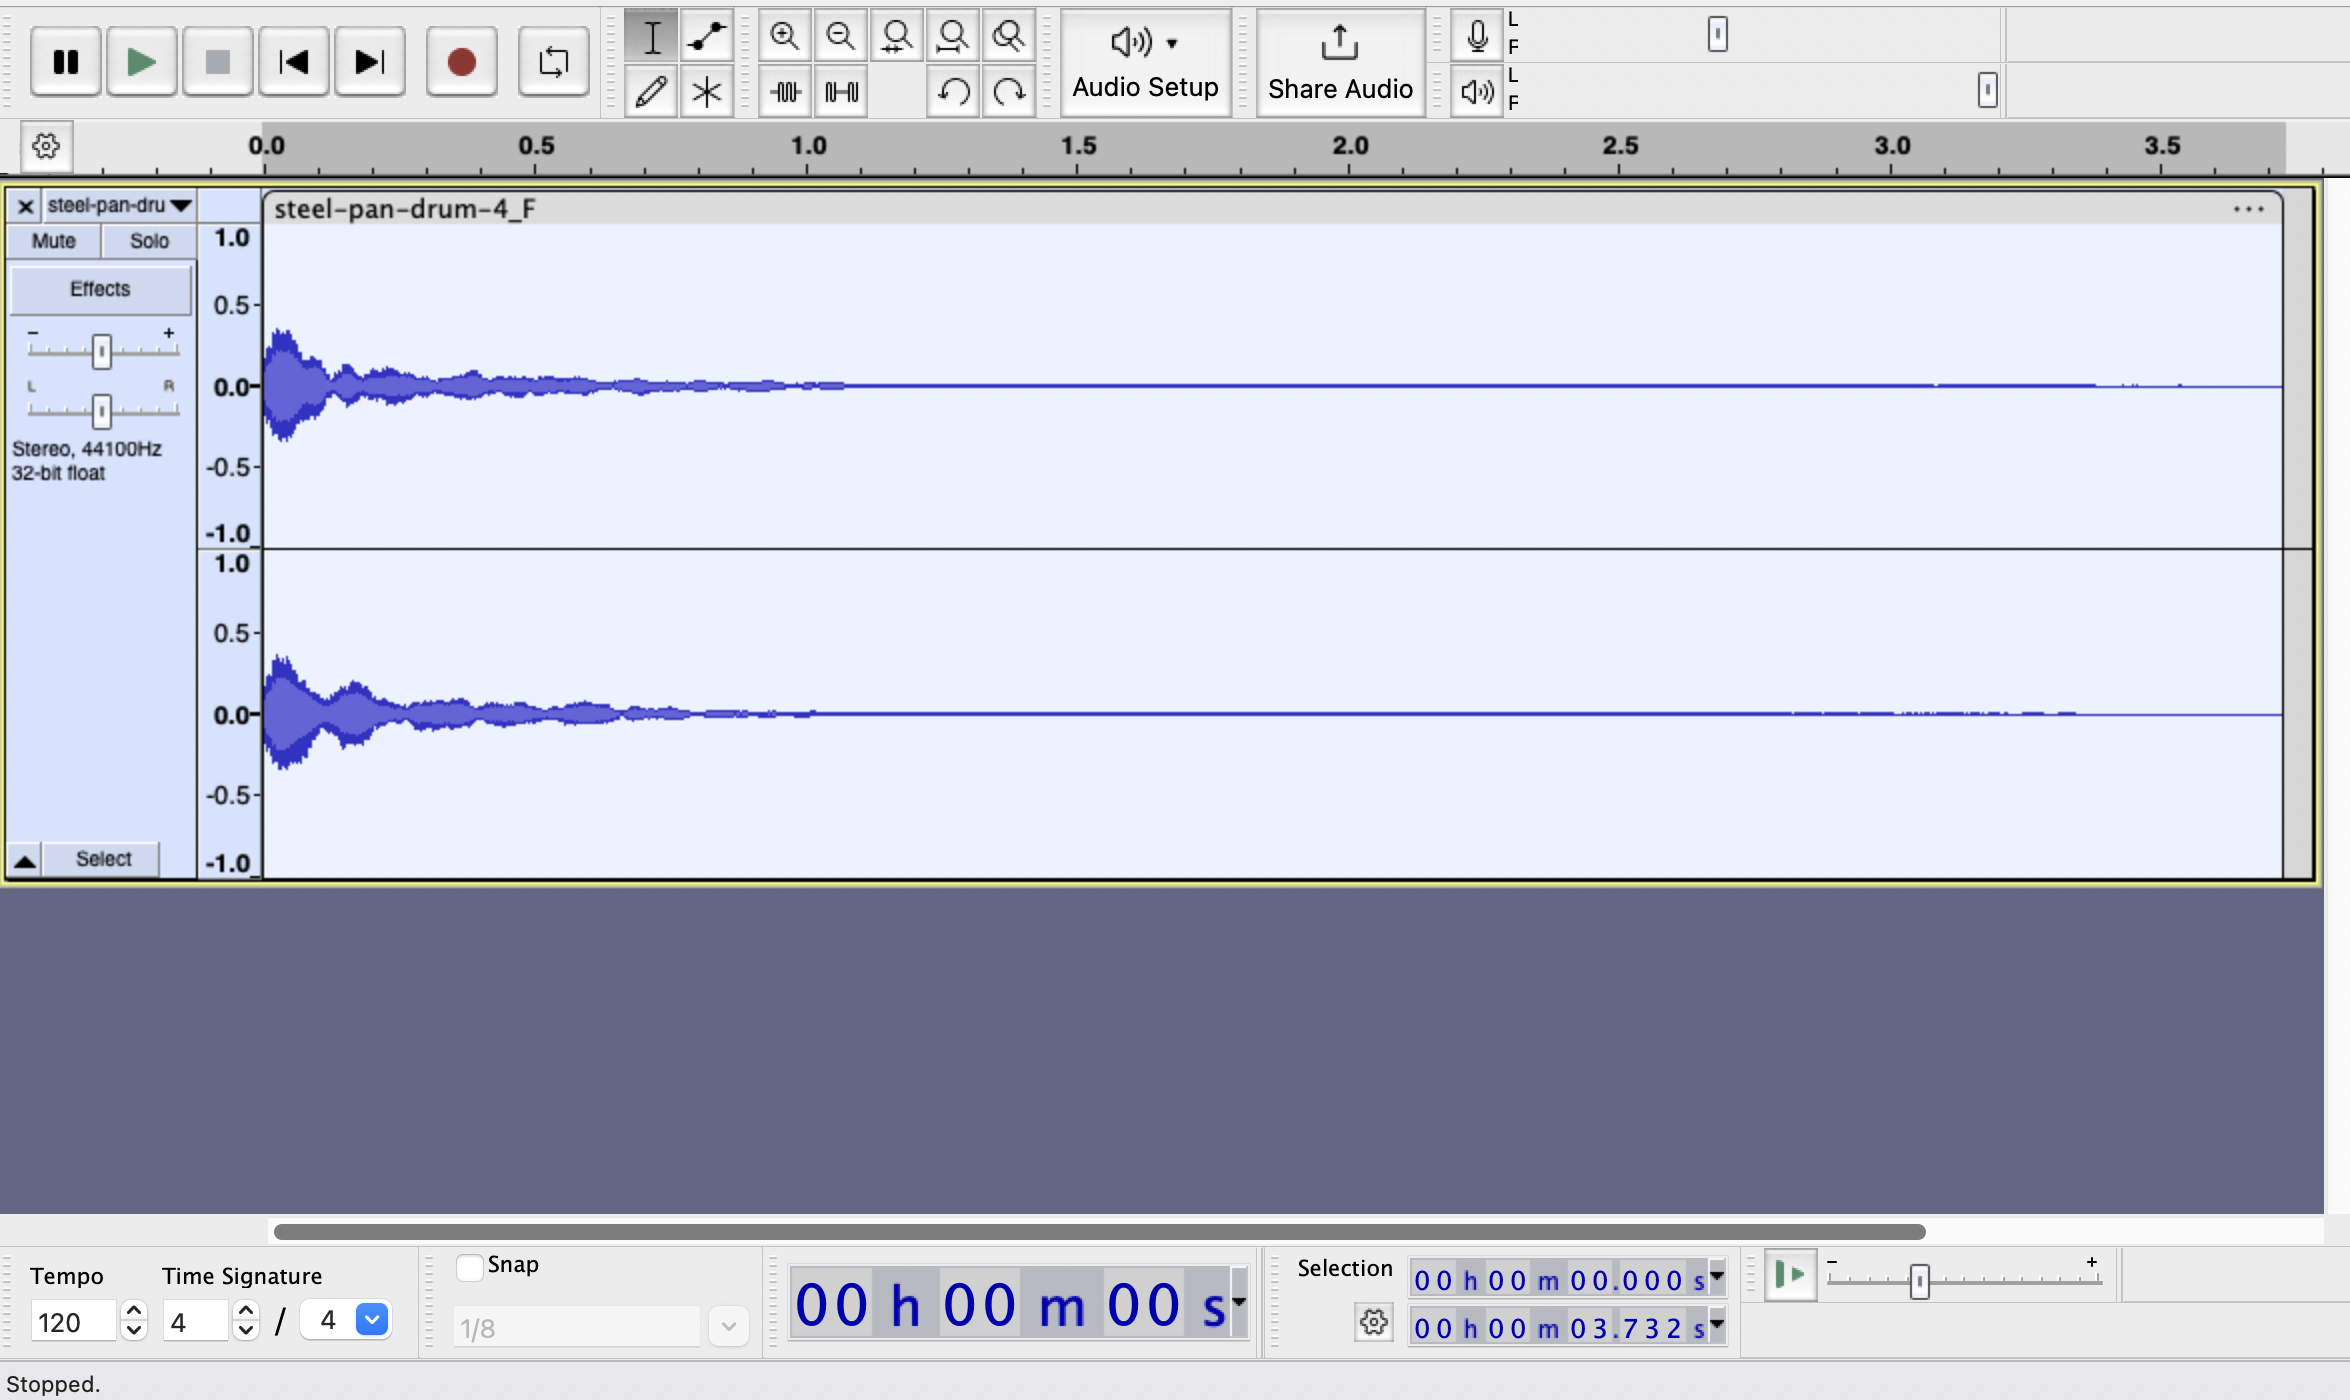 L
F
Audio Setup
Share Audio
L
F
0.0 0.5 1.0 1.5 2.0 2.5 3.0 3.5
steel-pan-dru
steel-pan-drum-4_F
...
Mute Solo
Effects
- +
L R
Stereo, 44100Hz
32-bit float
Select
1.0
0.5
0.0
-0.5
-1.0
1.0
0.5
0.0
-0.5
-1.0
Tempo
120
Time Signature
4 / 4
Snap
1/8
00 h 00 m 00 s
Selection
00 h 00 m 00.000 s
00 h 00 m 03.732 s
- +
Stopped.